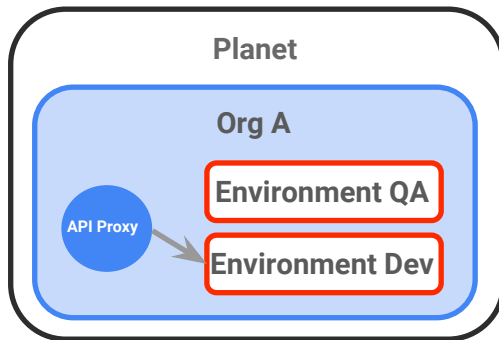 Planet
Org A
Environment QA
API Proxy
Environment Dev